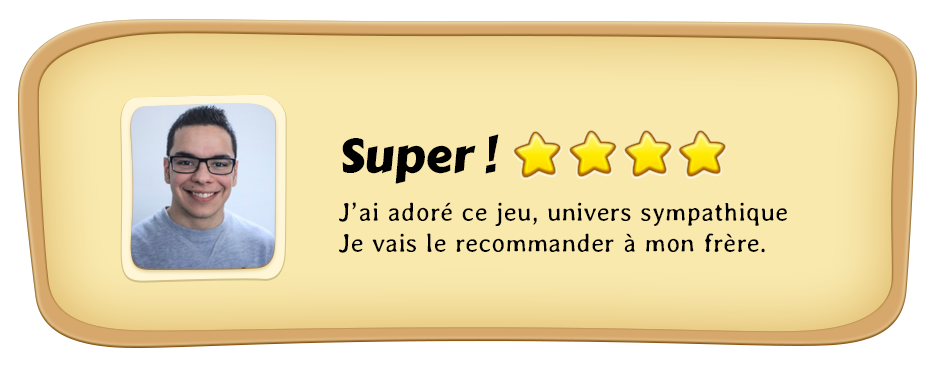 Super !
J'ai adoré ce jeu, univers sympathique
Je vais le recommander à mon frère.